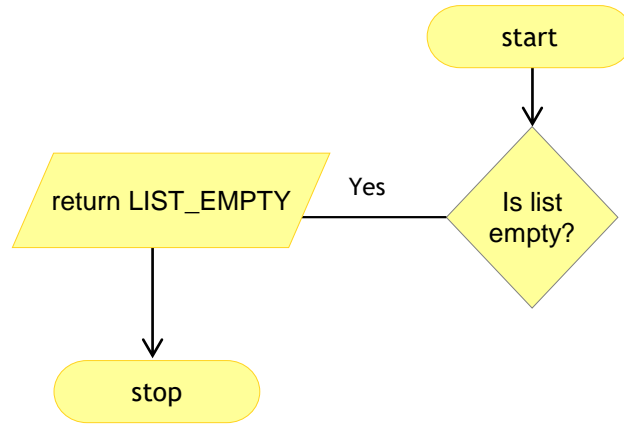 start
Is list
empty?
Yes
return LIST_EMPTY
stop